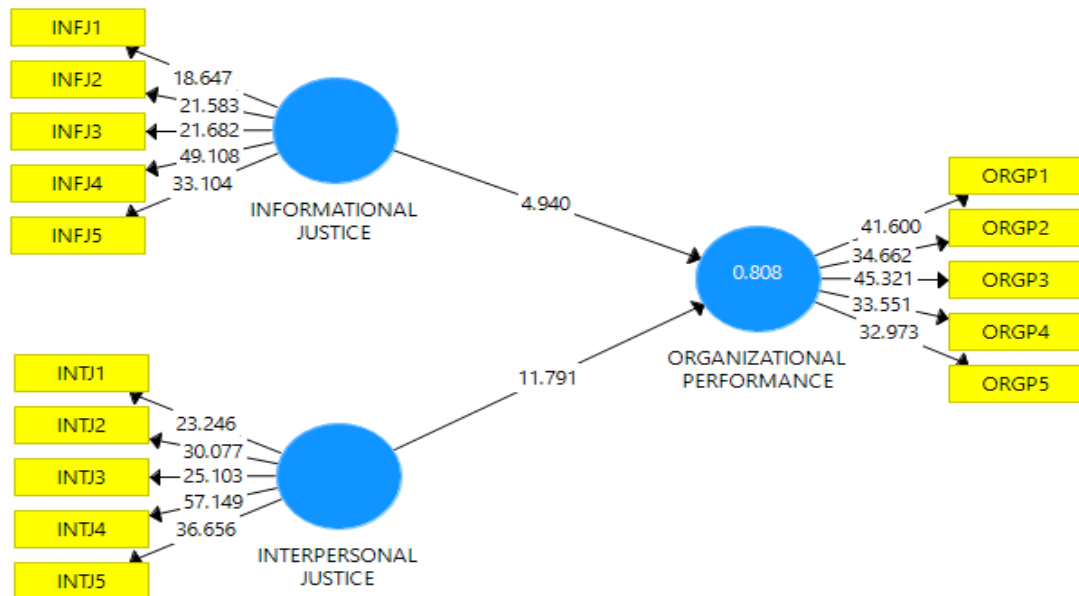 INFJ1
INFJ2
INFJ3
INFJ4
INFJ5
18.647
21.583
21.682
49.108
33.104
INFORMATIONAL
JUSTICE
4.940
INTJ1
INTJ2
INTJ3
INTJ4
INTJ5
23.246
30.077
25.103
57.149
36.656
INTERPERSONAL
JUSTICE
11.791
0.808
ORGANIZATIONAL
PERFORMANCE
41.600
34.662
45.321
33.551
32.973
ORGP1
ORGP2
ORGP3
ORGP4
ORGP5